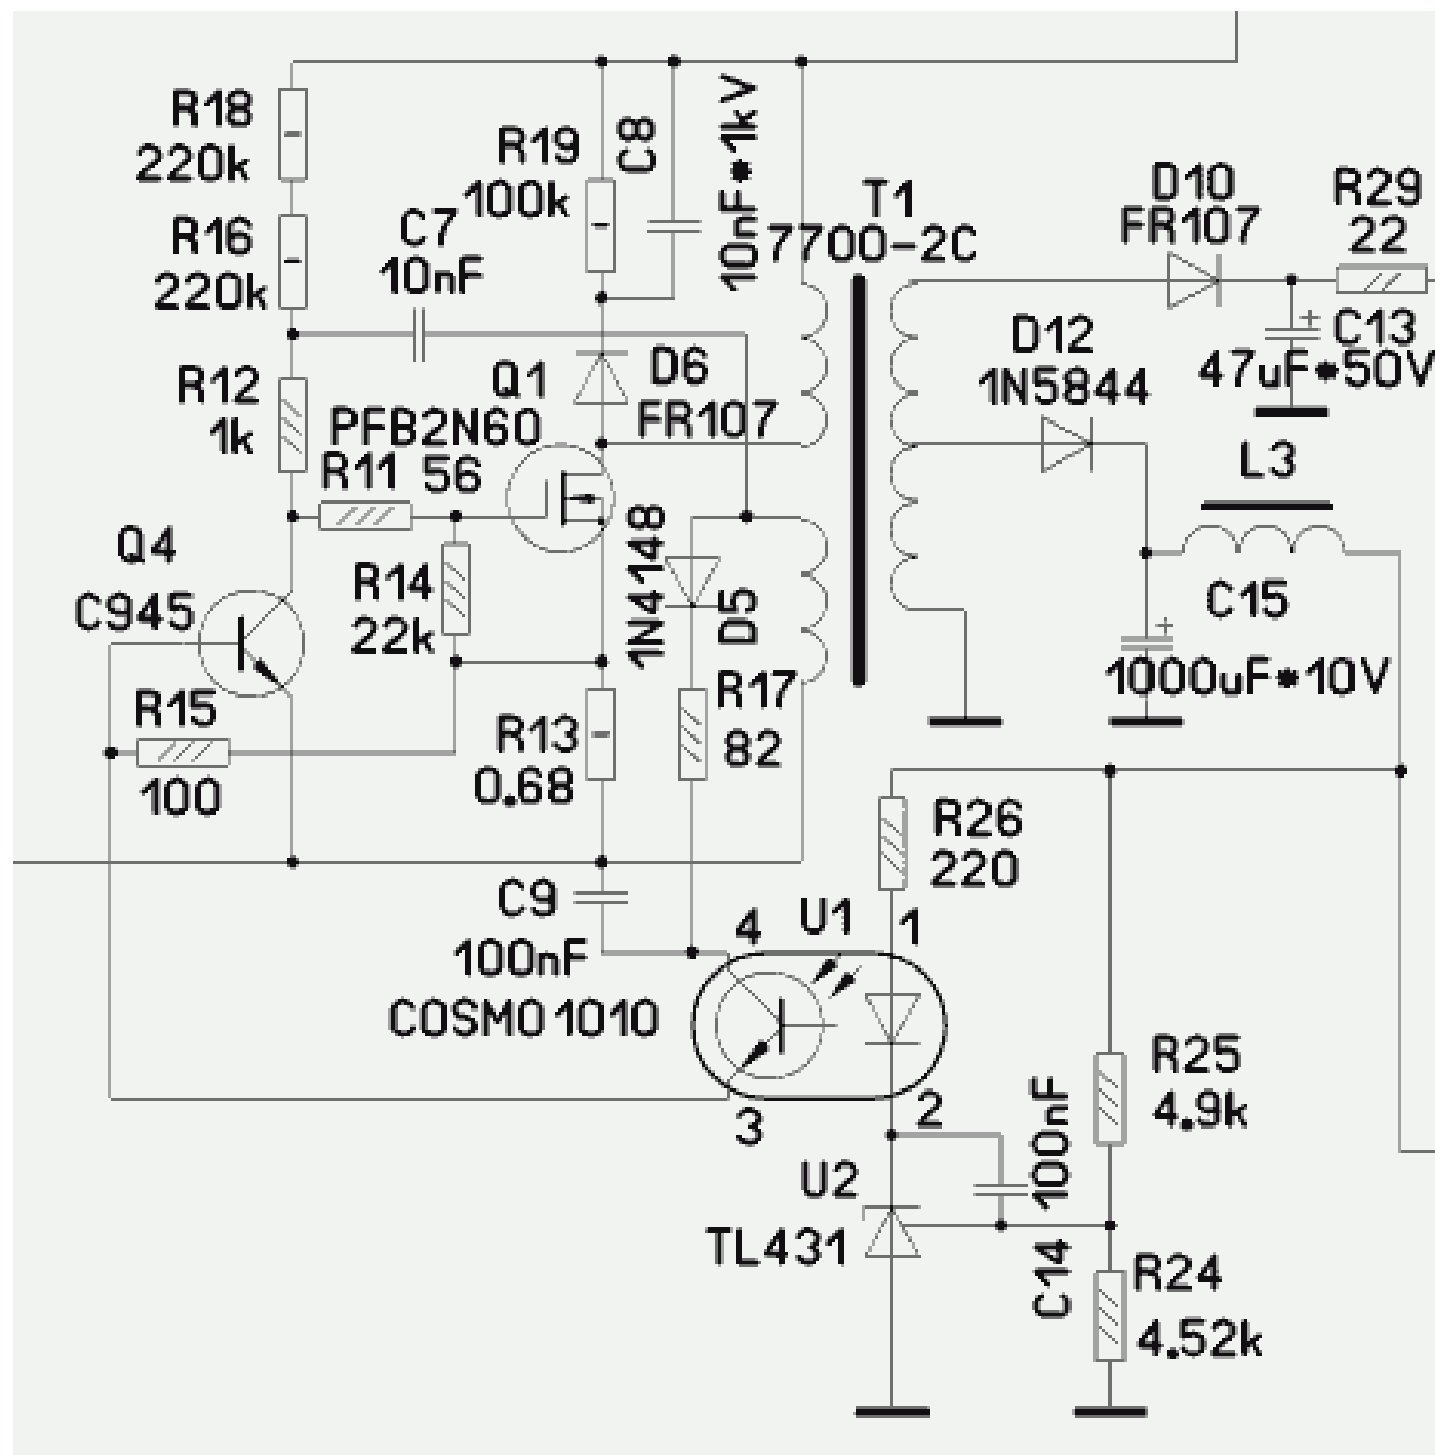 R18
220k
R16
220k
R19
100k
C8
10nF*1kV
C7
10nF
T1
7700-2C
D10
FR107
R29
22
+
C13
47uF*50V
D12
1N5844
R12
1k
Q1
PFB2N60
D6
FR107
R11 56
L3
Q4
C945
R14
22k
1N4148
D5
C15
+
1000uF*10V
R15
100
R13
0.68
R17
82
R26
220
C9
100nF
4
U1
1
COSMO 1010
3
2
R25
4.9k
100nF
C14
U2
TL431
R24
4.52k